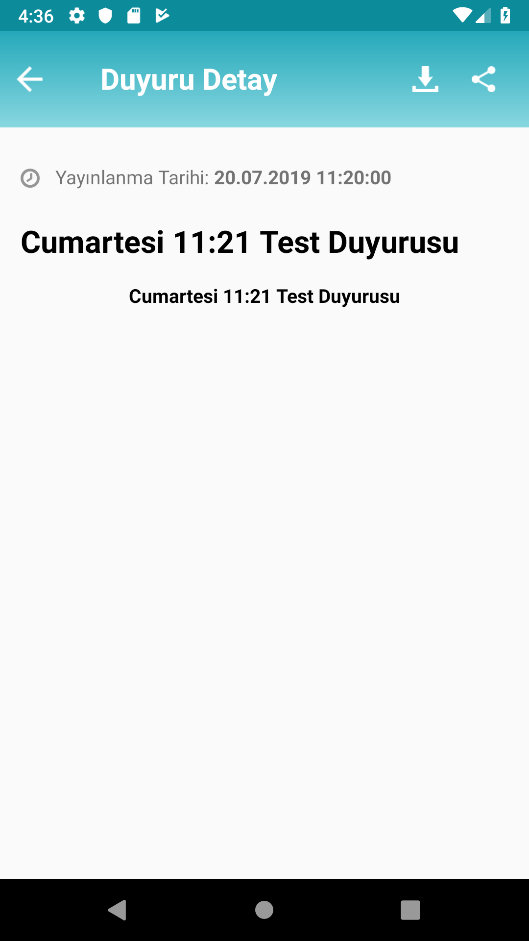 4:36
Duyuru Detay
Yayınlanma Tarihi: 20.07.2019 11:20:00
Cumartesi 11:21 Test Duyurusu
Cumartesi 11:21 Test Duyurusu